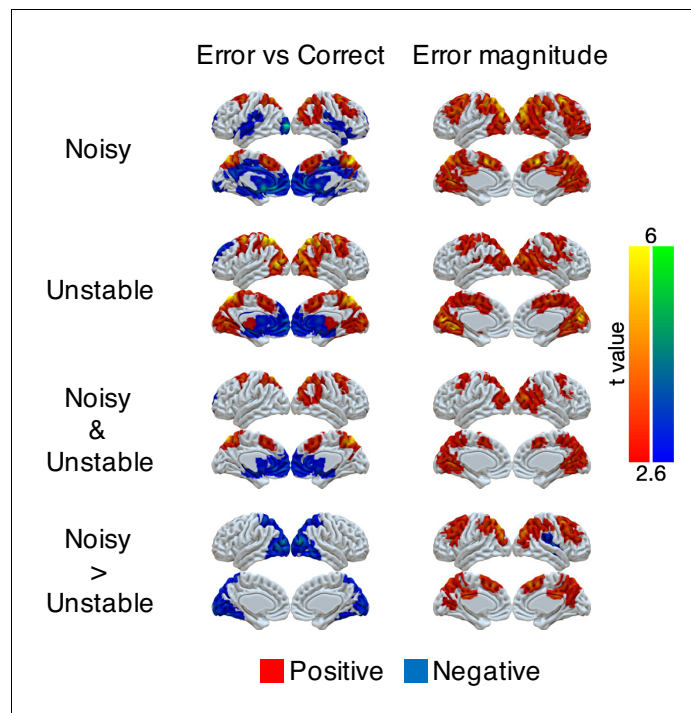 Error vs Correct Error magnitude
Noisy
Unstable
Noisy
&
Unstable
Noisy
>
Unstable
6
t value
2.6
Positive Negative